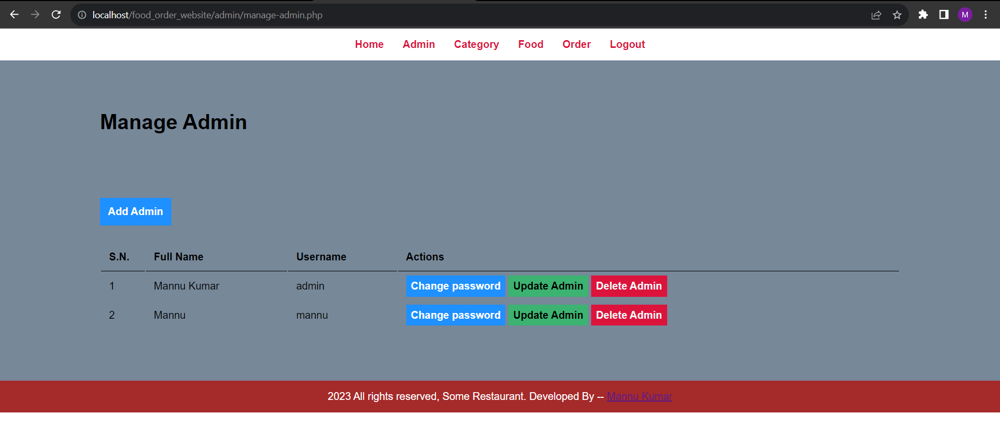 localhost/food_order_website/admin/manage-admin.php
M
Home Admin Category Food Order Logout
Manage Admin
Add Admin
S.N. Full Name Username Actions
1 Mannu Kumar admin Change password Update Admin Delete Admin
2 Mannu mannu Change password Update Admin Delete Admin
2023 All rights reserved, Some Restaurant. Developed By -- Mannu Kumar